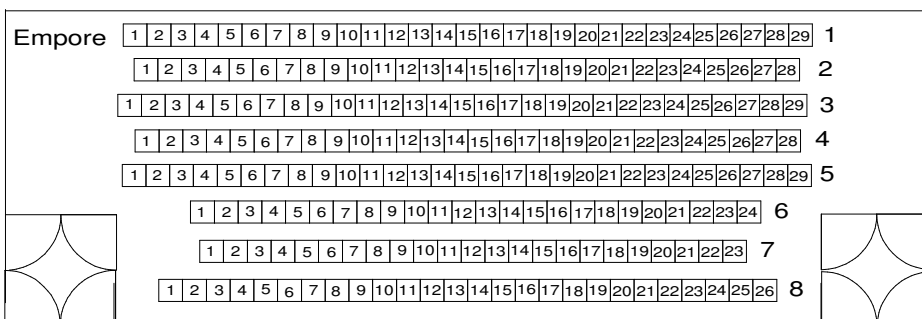 Empore 1 2 3 4 5 6 7 8 9 10 11 12 13 14 15 16 17 18 19 20 21 22 23 24 25 26 27 28 29 1
1 2 3 4 5 6 7 8 9 10 11 12 13 14 15 16 17 18 19 20 21 22 23 24 25 26 27 28 2
1 2 3 4 5 6 7 8 9 10 11 12 13 14 15 16 17 18 19 20 21 22 23 24 25 26 27 28 29 3
1 2 3 4 5 6 7 8 9 10 11 12 13 14 15 16 17 18 19 20 21 22 23 24 25 26 27 28 4
1 2 3 4 5 6 7 8 9 10 11 12 13 14 15 16 17 18 19 20 21 22 23 24 25 26 27 28 29 5
1 2 3 4 5 6 7 8 9 10 11 12 13 14 15 16 17 18 19 20 21 22 23 24 6
1 2 3 4 5 6 7 8 9 10 11 12 13 14 15 16 17 18 19 20 21 22 23 7
1 2 3 4 5 6 7 8 9 10 11 12 13 14 15 16 17 18 19 20 21 22 23 24 25 26 8